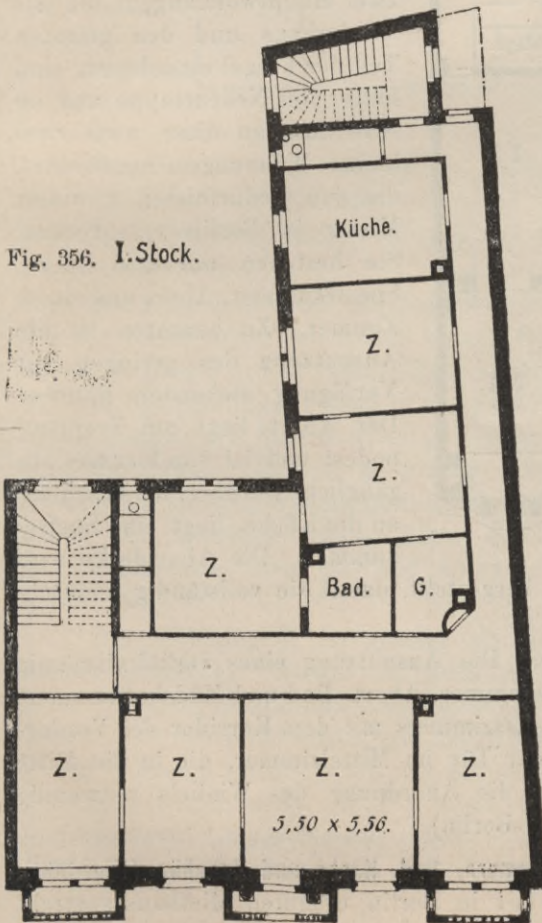 Fig. 356. I. Stock.
Küche.
Z.
Z.
Z.
Bad.
G.
Z.
Z.
Z.
Z.
5,50 x 5,56.